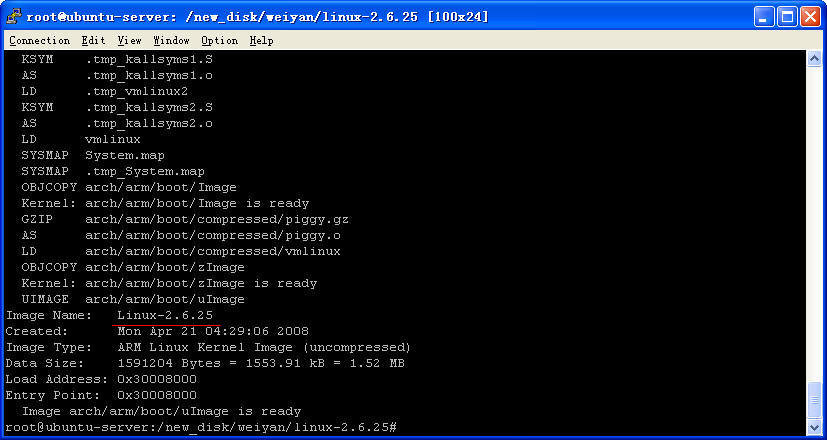 root@ubuntu-server: /new_disk/weiyan/linux-2.6.25 [100x24]
Connection Edit View Window Option Help
KSYM .tmp_kallsyms1.S
AS .tmp_kallsyms1.o
LD .tmp_vmlinux2
KSYM .tmp_kallsyms2.S
AS .tmp_kallsyms2.o
LD vmlinux
SYSMAP System.map
SYSMAP .tmp_System.map
OBJCOPY arch/arm/boot/Image
Kernel: arch/arm/boot/Image is ready
GZIP arch/arm/boot/compressed/piggy.gz
AS arch/arm/boot/compressed/piggy.o
LD arch/arm/boot/compressed/vmlinux
OBJCOPY arch/arm/boot/zImage
Kernel: arch/arm/boot/zImage is ready
UIMAGE arch/arm/boot/uImage
Image Name: Linux-2.6.25
Created: Mon Apr 21 04:29:06 2008
Image Type: ARM Linux Kernel Image (uncompressed)
Data Size: 1591204 Bytes = 1553.91 kB = 1.52 MB
Load Address: 0x30008000
Entry Point: 0x30008000
Image arch/arm/boot/uImage is ready
root@ubuntu-server:/new_disk/weiyan/linux-2.6.25#